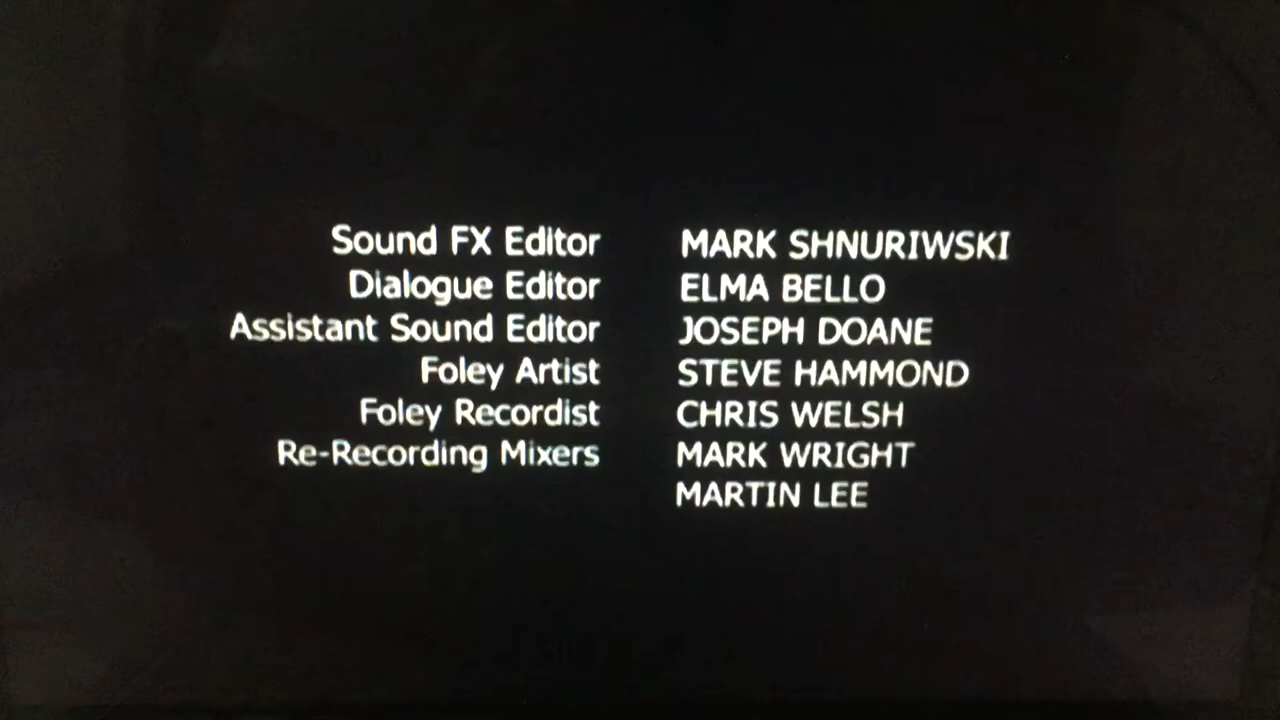 Sound FX Editor MARK SHNURIWSKI
Dialogue Editor ELMA BELLO
Assistant Sound Editor JOSEPH DOANE
Foley Artist STEVE HAMMOND
Foley Recordist CHRIS WELSH
Re-Recording Mixers MARK WRIGHT
MARTIN LEE